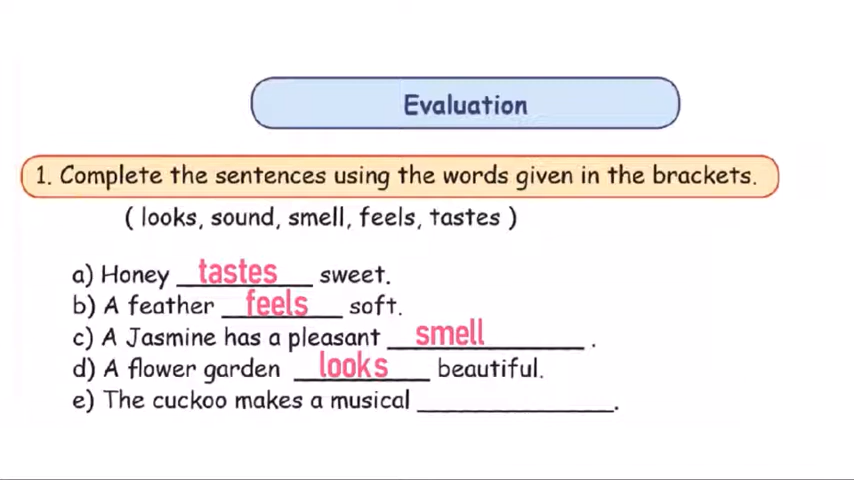 Evaluation
1. Complete the sentences using the words given in the brackets.
( looks, sound, smell, feels, tastes )
a) Honey tastes sweet.
b) A feather feels soft.
c) A Jasmine has a pleasant smell .
d) A flower garden looks beautiful.
e) The cuckoo makes a musical ______________.